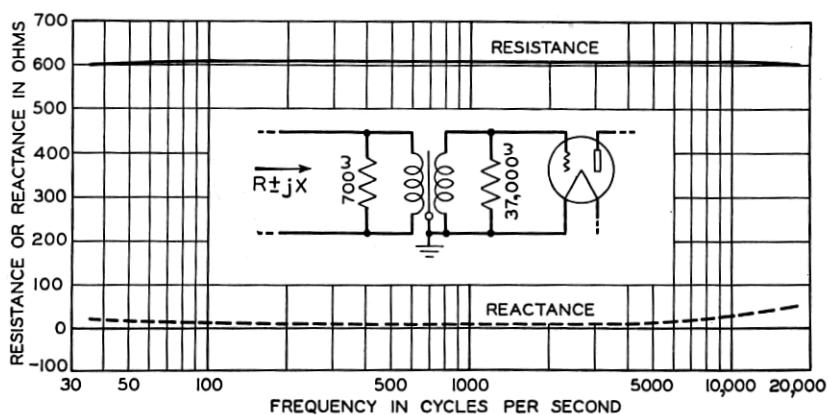 RESISTANCE OR REACTANCE IN OHMS
700
600
500
400
300
200
100
0
-100
RESISTANCE
R±jX
700ω
37,000ω
REACTANCE
30 50 100 500 1000 5000 10,000 20,000
FREQUENCY IN CYCLES PER SECOND